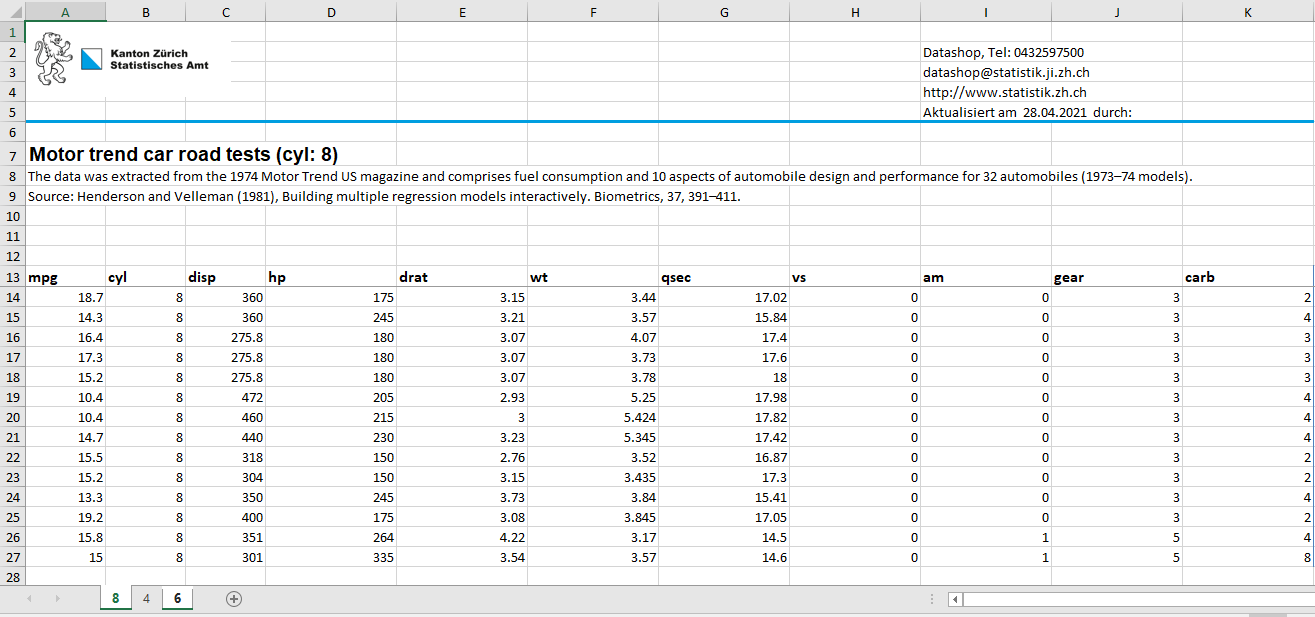 A B C D E F G H I J K
1
2 Kanton Zürich Datashop, Tel: 0432597500
3 Statistisches Amt datashop@statistik.ji.zh.ch
4 http://www.statistik.zh.ch
5 Aktualisiert am 28.04.2021 durch:
6
7 Motor trend car road tests (cyl: 8)
8 The data was extracted from the 1974 Motor Trend US magazine and comprises fuel consumption and 10 aspects of automobile design and performance for 32 automobiles (1973–74 models).
9 Source: Henderson and Velleman (1981), Building multiple regression models interactively. Biometrics, 37, 391–411.
10
11
12
13 mpg cyl disp hp drat wt qsec vs am gear carb
14 18.7 8 360 175 3.15 3.44 17.02 0 0 3 2
15 14.3 8 360 245 3.21 3.57 15.84 0 0 3 4
16 16.4 8 275.8 180 3.07 4.07 17.4 0 0 3 3
17 17.3 8 275.8 180 3.07 3.73 17.6 0 0 3 3
18 15.2 8 275.8 180 3.07 3.78 18 0 0 3 3
19 10.4 8 472 205 2.93 5.25 17.98 0 0 3 4
20 10.4 8 460 215 3 5.424 17.82 0 0 3 4
21 14.7 8 440 230 3.23 5.345 17.42 0 0 3 4
22 15.5 8 318 150 2.76 3.52 16.87 0 0 3 2
23 15.2 8 304 150 3.15 3.435 17.3 0 0 3 2
24 13.3 8 350 245 3.73 3.84 15.41 0 0 3 4
25 19.2 8 400 175 3.08 3.845 17.05 0 0 3 2
26 15.8 8 351 264 4.22 3.17 14.5 0 1 5 4
27 15 8 301 335 3.54 3.57 14.6 0 1 5 8
28
8 4 6